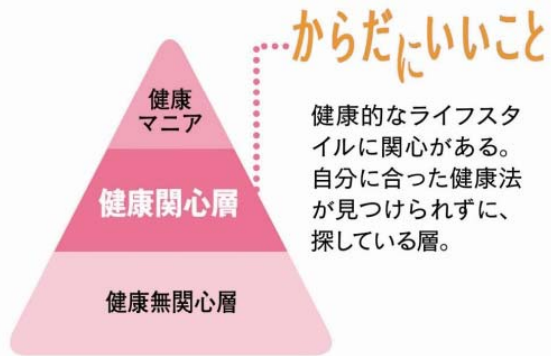 からだにいいこと
健康
マニア
健康関心層
健康無関心層
健康的なライフスタ
イルに関心がある。
自分に合った健康法
が見つけられずに、
探している層。